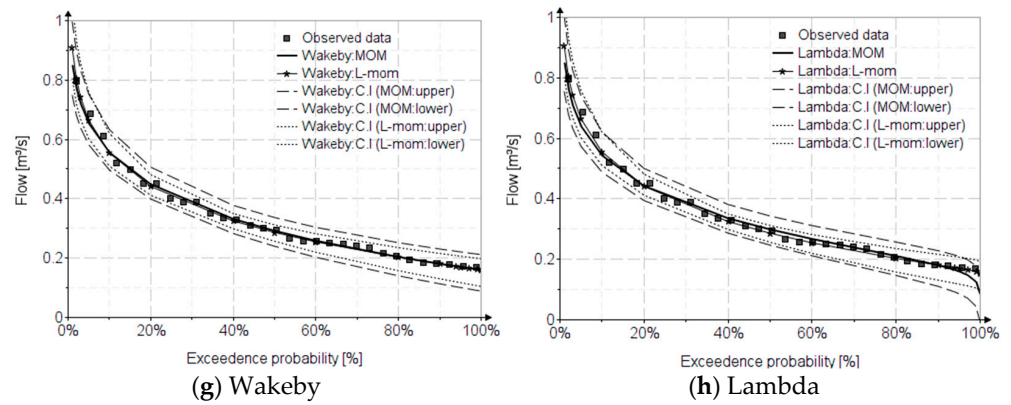 1
0.8
0.6
0.4
0.2
0
Flow [m³/s]
Observed data
Wakeby:MOM
Wakeby:L-mom
Wakeby:C.I (MOM:upper)
Wakeby:C.I (MOM:lower)
Wakeby:C.I (L-mom:upper)
Wakeby:C.I (L-mom:lower)
0% 20% 40% 60% 80% 100%
Exceedence probability [%]
(g) Wakeby
1
0.8
0.6
0.4
0.2
0
Flow [m³/s]
Observed data
Lambda:MOM
Lambda:L-mom
Lambda:C.I (MOM:upper)
Lambda:C.I (MOM:lower)
Lambda:C.I (L-mom:upper)
Lambda:C.I (L-mom:lower)
0% 20% 40% 60% 80% 100%
Exceedence probability [%]
(h) Lambda